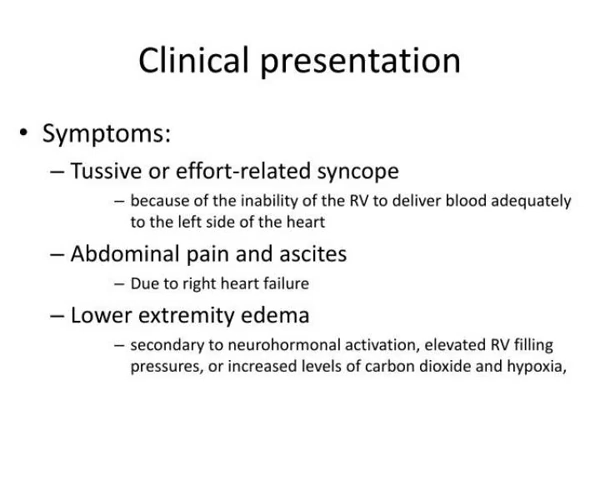 Clinical presentation
• Symptoms:
– Tussive or effort-related syncope
– because of the inability of the RV to deliver blood adequately
to the left side of the heart
– Abdominal pain and ascites
– Due to right heart failure
– Lower extremity edema
– secondary to neurohormonal activation, elevated RV filling
pressures, or increased levels of carbon dioxide and hypoxia,